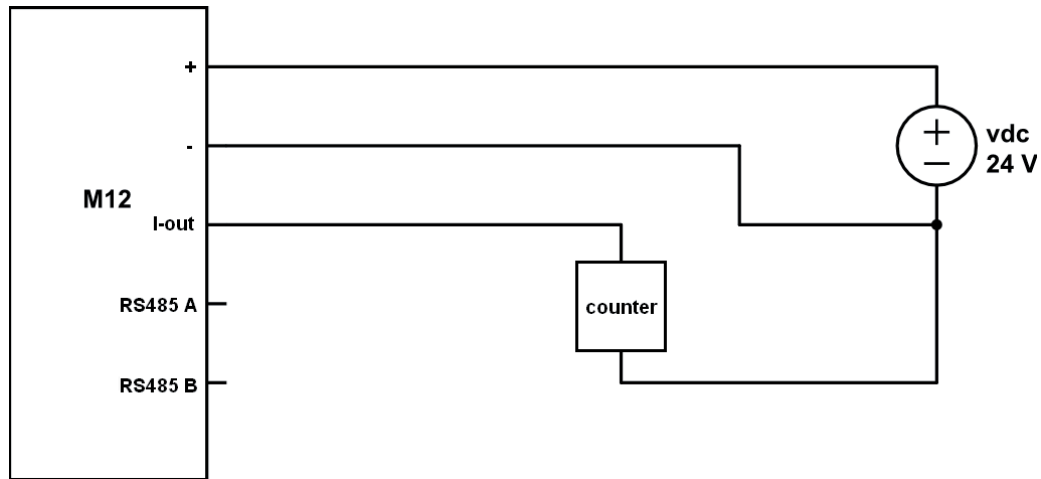 +
-
M12
I-out
RS485 A
RS485 B
counter
+
−
vdc
24 V